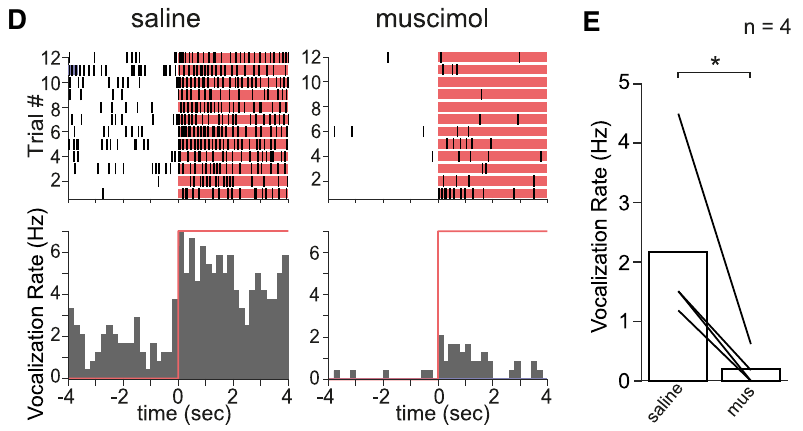 D
saline
muscimol
E
n = 4
Trial #
12
10
8
6
4
2
12
10
8
6
4
2
Vocalization Rate (Hz)
6
4
2
0
-4 -2 0 2 4
time (sec)
6
4
2
0
-4 -2 0 2 4
time (sec)
*
Vocalization Rate (Hz)
5
4
3
2
1
0
saline
mus